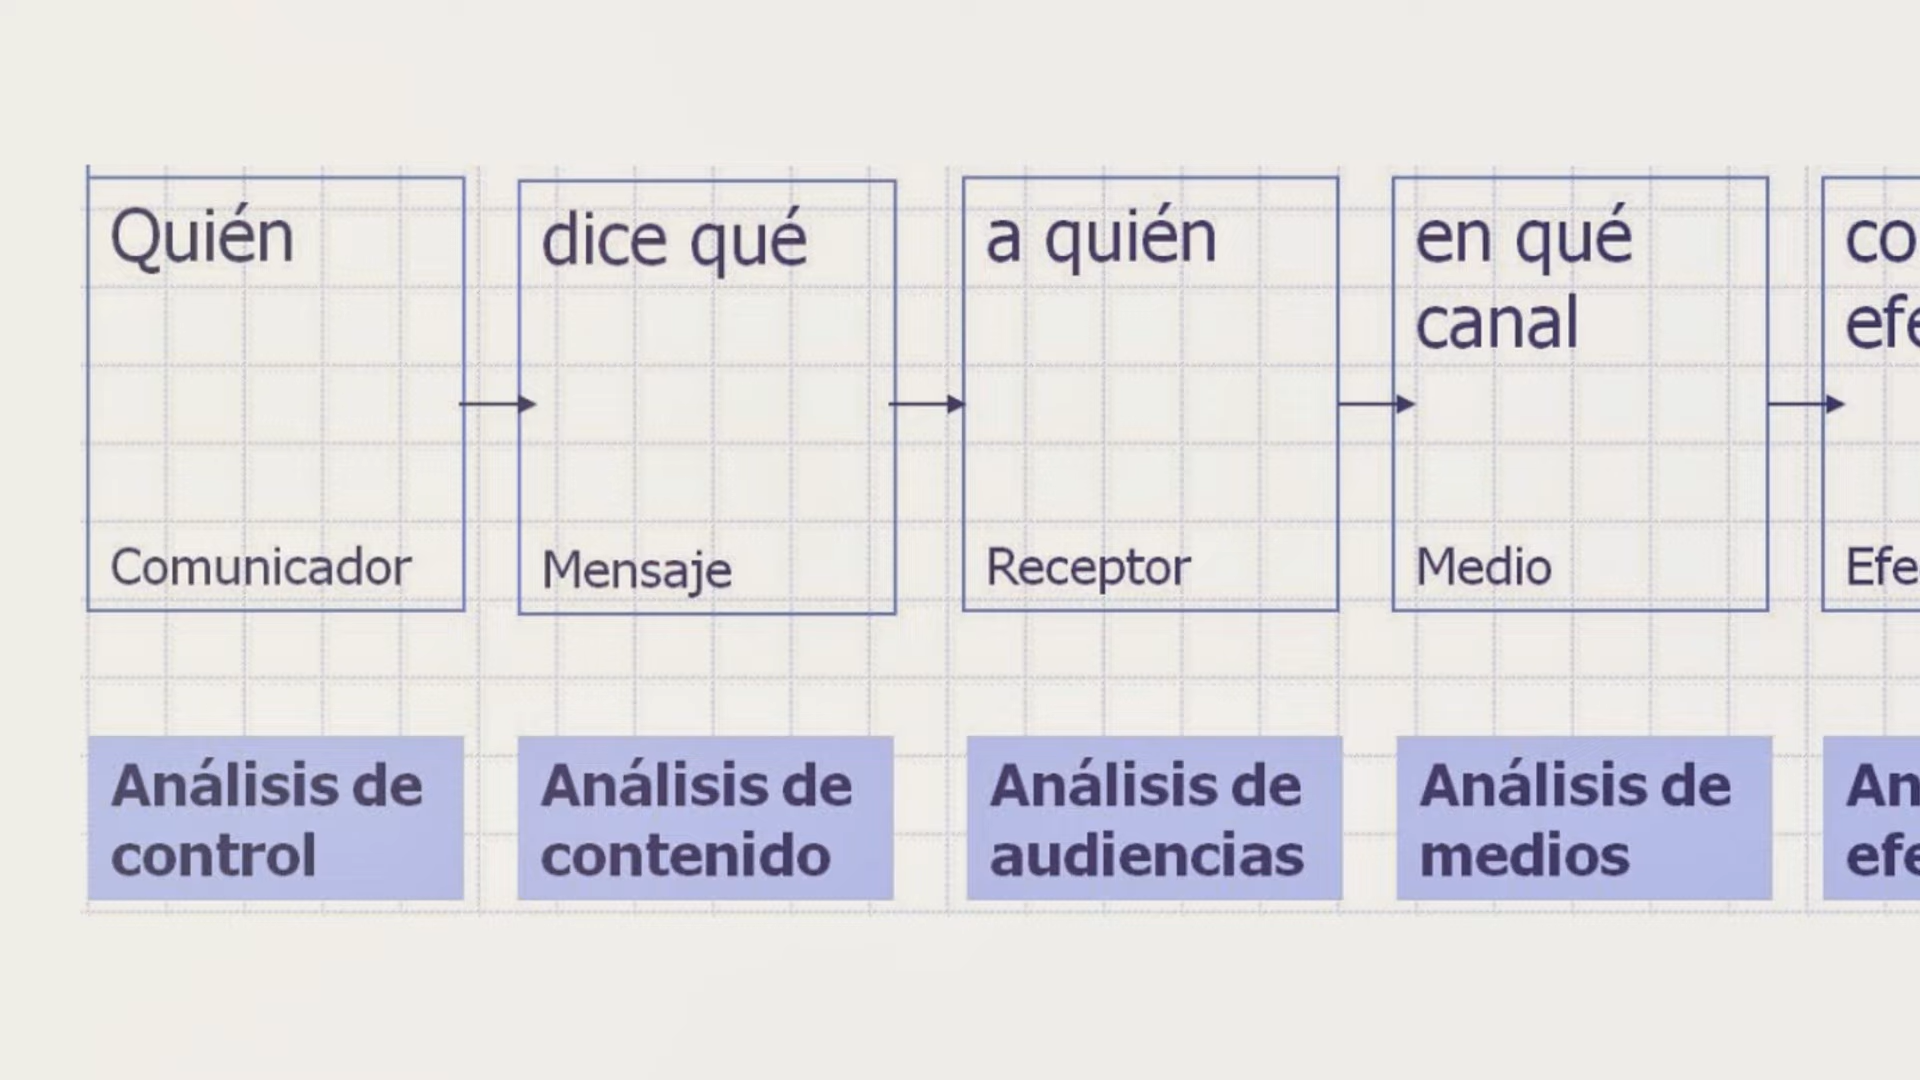 Quién
Comunicador
dice qué
Mensaje
a quién
Receptor
en qué
canal
Medio
Análisis de
control
Análisis de
contenido
Análisis de
audiencias
Análisis de
medios